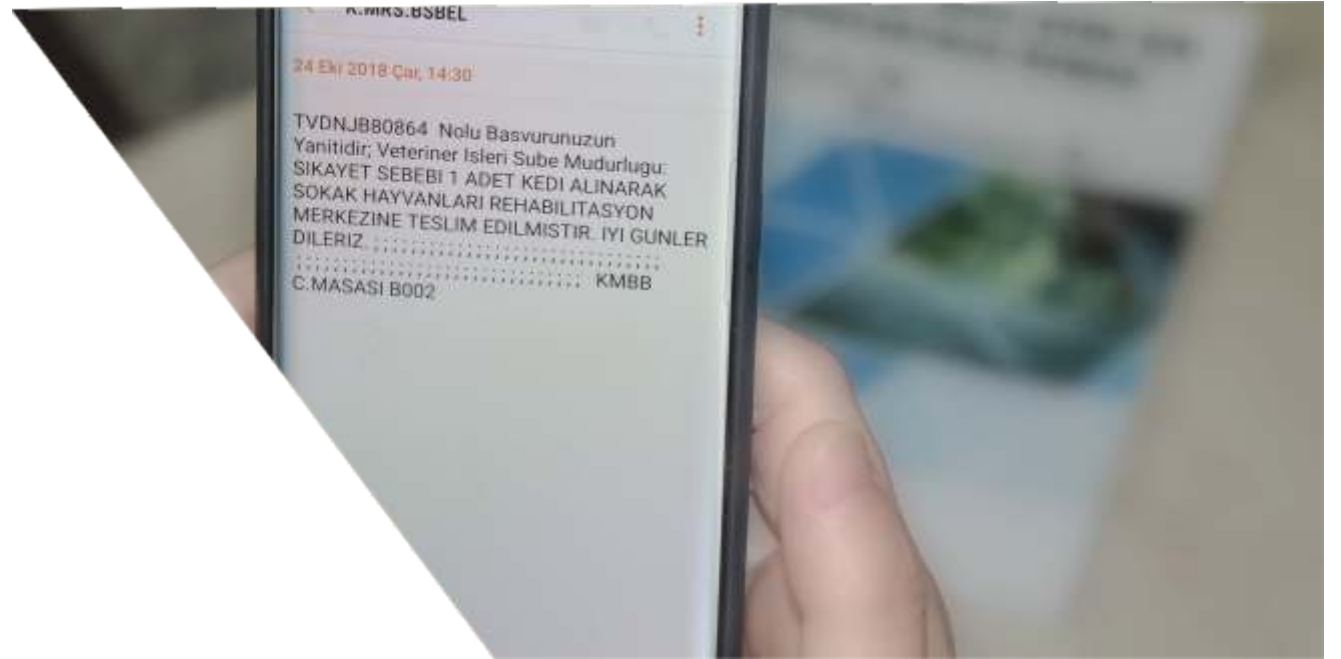 K.MRS.BSBEL
24 Eki 2018 Çar, 14:30
TVDNJB80864 Nolu Basvurunuzun
Yanitidir; Veteriner Isleri Sube Mudurlugu:
SIKAYET SEBEBI 1 ADET KEDI ALINARAK
SOKAK HAYVANLARI REHABILITASYON
MERKEZINE TESLIM EDILMISTIR. IYI GUNLER
DILERIZ. : : : : : : : : : : : : : : : : : : : : : : : : : : : : : : : :
: : : : : : : : : : : : : : : : : : : : : : : : : : : : : : : KMBB
C.MASASI B002